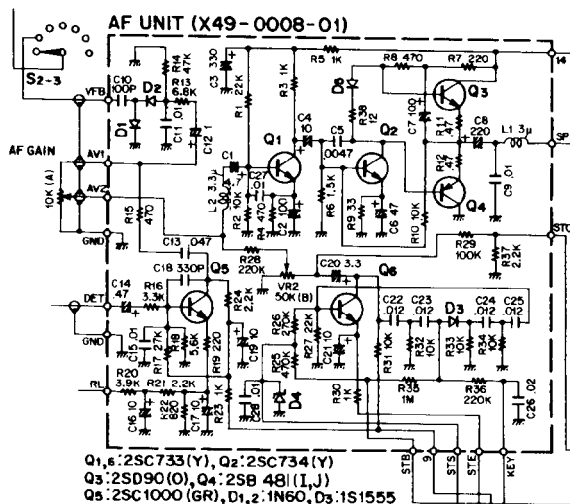 AF UNIT (X49-0008-01)
S2-3
VFB
C10
100P
D2
R14
47K
R13
6.8K
C3 330
R1 22K
R3 1K
R5 1K
R8 470
R7 220
14
D1
C11 .01
C12 1
D5
R38
12
C7 100
Q3
R11
.47
C8
220
L1 3μ
SP
AF GAIN
AV1
AV2
10K (A)
GND
R15
470
L2 3.3μ
C1
1
Q1
C4
10
C5
.0047
Q2
R12
.47
Q4
C9 .01
R2 10K
C27
.01
R4 470
C2 100
R6 1.5K
R9 33
C6 47
R10 10K
STO
R29
100K
R37
2.2K
C13 .047
C18 330P
Q5
R28
220K
VR2
50K(B)
C20 3.3
Q6
DET
C14
.47
R16
3.3K
R24
2.2K
GND
C15 .01
R17 27K
R18
5.6K
R19 220
C19 10
R26
270K
R27 22K
R25
470K
C21 10
C22
.012
C23
.012
D3
C24
.012
C25
.012
R31 10K
R32
10K
R33
10K
R34
10K
RL
R20
3.9K
R21 2.2K
C16 10
R22
820
C17 10
R23
1K
C28 .01
D4
R30
1K
R35
1M
R36
220K
C26 .02
STB
9
STS
STE
KEY
Q1,6:2SC733(Y), Q2:2SC734(Y)
Q3:2SD90(O), Q4:2SB 481(I,J)
Q5:2SC1000(GR), D1,2:1N60, D3:1S1555